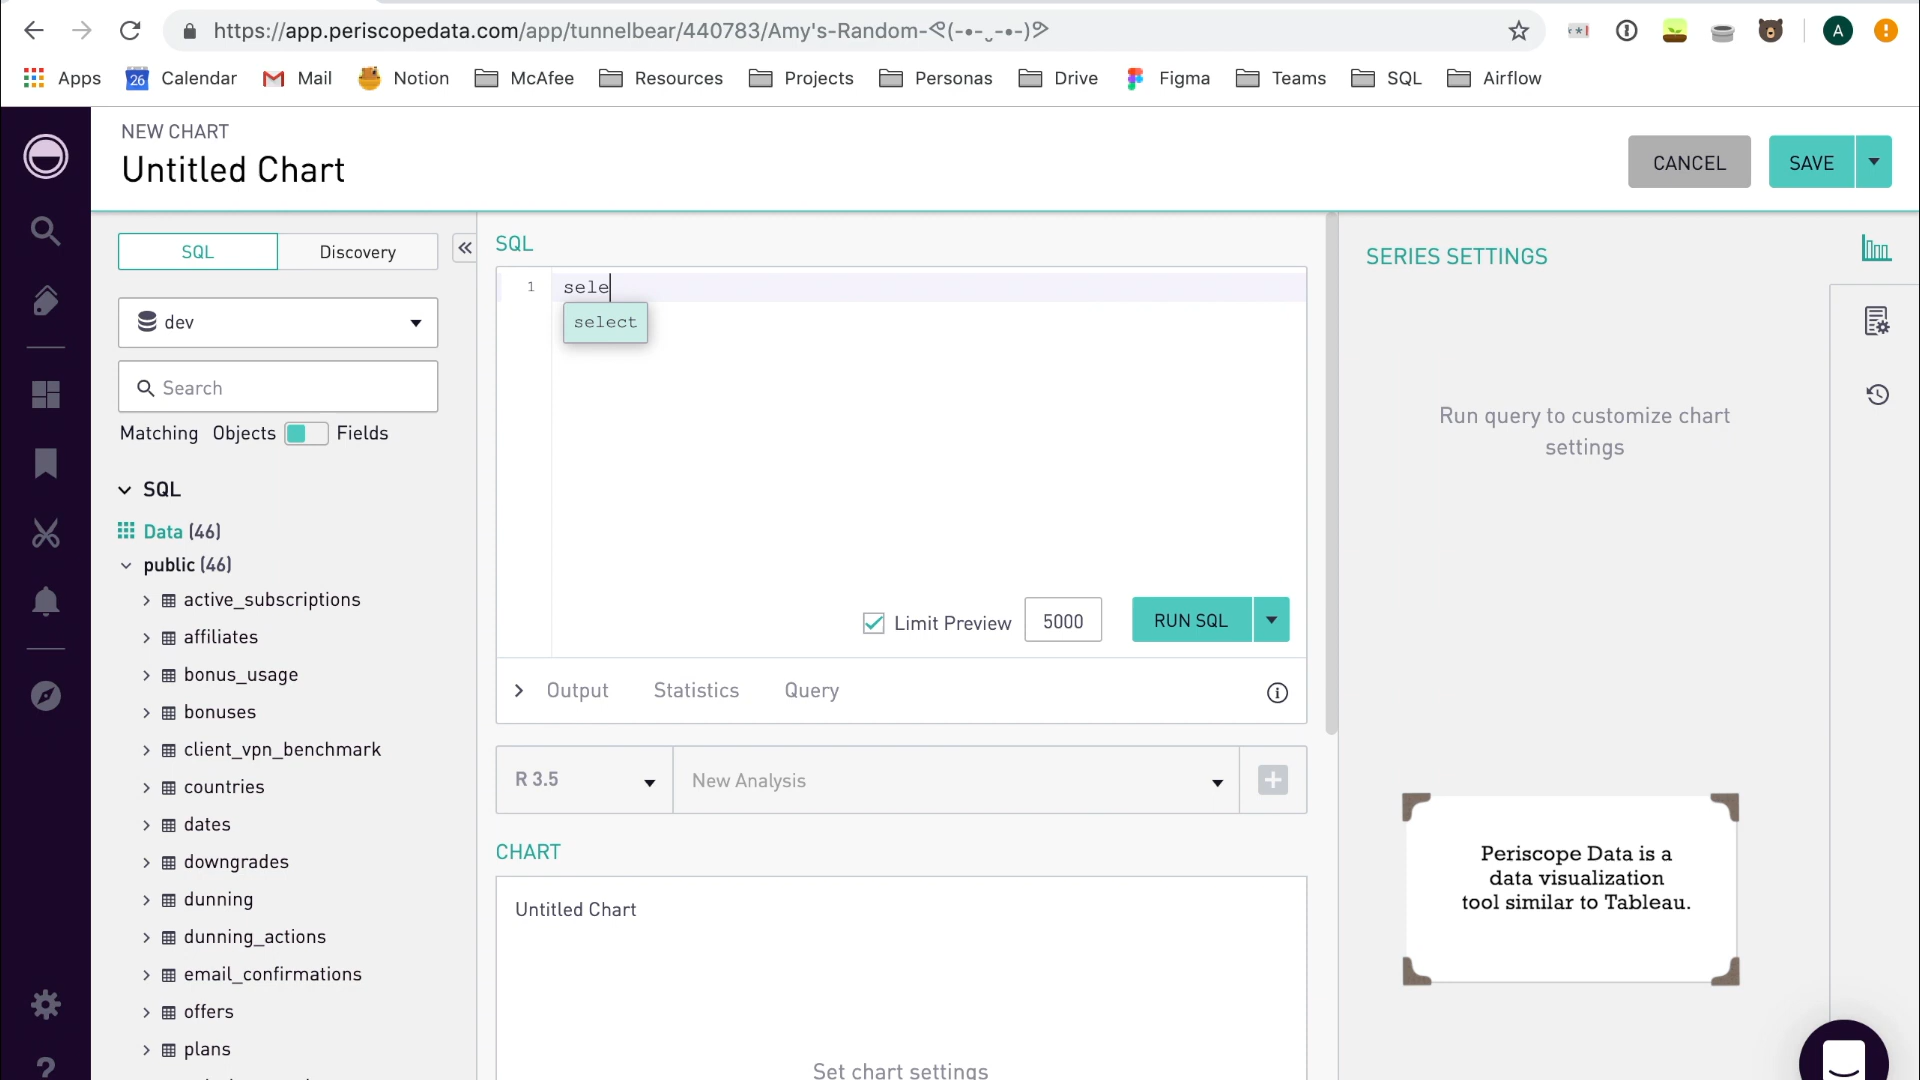 https://app.periscopedata.com/app/tunnelbear/440783/Amy's-Random-ᕙ(-•-ᴗ-•-)ᕗ
A
Apps
26
Calendar
Mail
Notion
McAfee
Resources
Projects
Personas
Drive
Figma
Teams
SQL
Airflow
NEW CHART
Untitled Chart
CANCEL
SAVE
SQL
Discovery
dev
Search
Matching Objects Fields
SQL
Data (46)
public (46)
active_subscriptions
affiliates
bonus_usage
bonuses
client_vpn_benchmark
countries
dates
downgrades
dunning
dunning_actions
email_confirmations
offers
plans
SQL
1 sele
select
Limit Preview 5000
RUN SQL
Output Statistics Query
R 3.5
New Analysis
CHART
Untitled Chart
Set chart settings
SERIES SETTINGS
Run query to customize chart
settings
Periscope Data is a
data visualization
tool similar to Tableau.